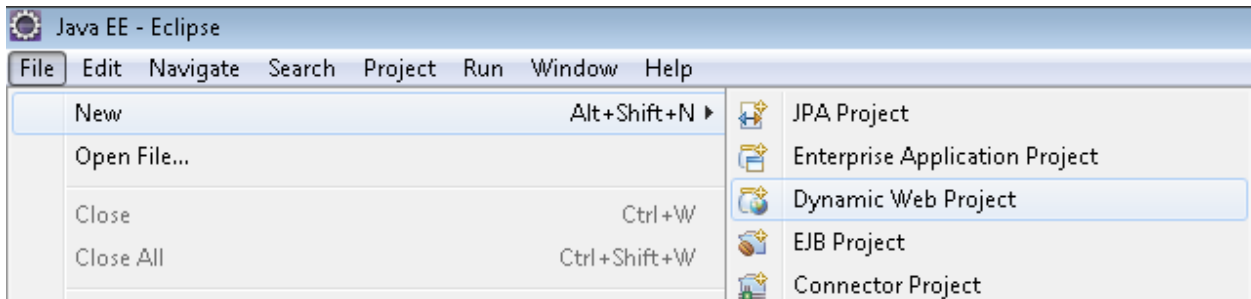 Java EE - Eclipse
File Edit Navigate Search Project Run Window Help
New Alt+Shift+N
Open File...
Close Ctrl+W
Close All Ctrl+Shift+W
JPA Project
Enterprise Application Project
Dynamic Web Project
EJB Project
Connector Project